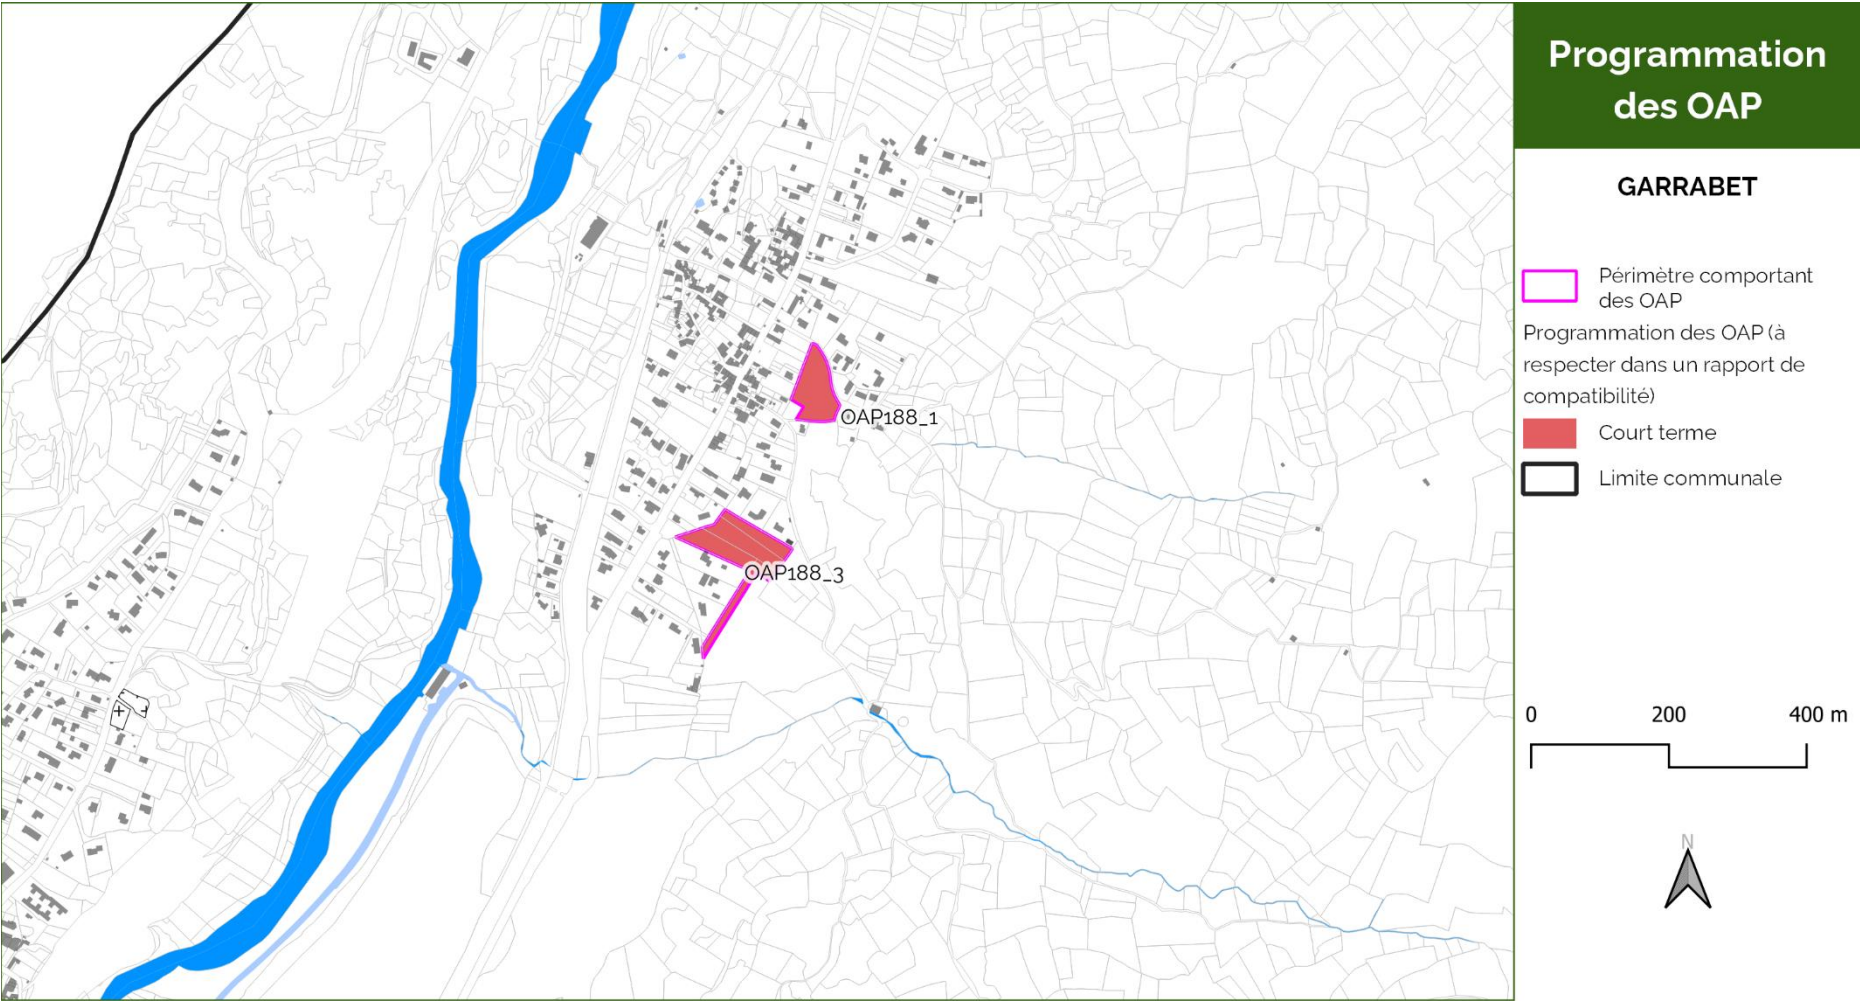 Programmation
des OAP
GARRABET
Périmètre comportant
des OAP
Programmation des OAP (à
respecter dans un rapport de
compatibilité)
Court terme
Limite communale
OAP188_1
OAP188_3
0 200 400 m
N